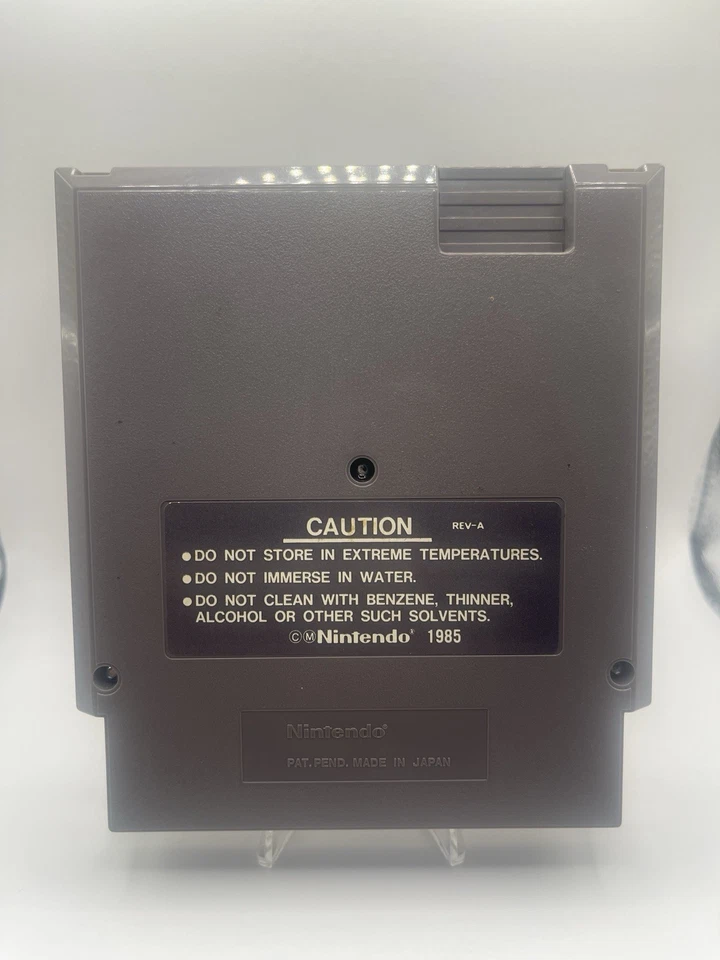 CAUTION REV-A
● DO NOT STORE IN EXTREME TEMPERATURES.
● DO NOT IMMERSE IN WATER.
● DO NOT CLEAN WITH BENZENE, THINNER,
ALCOHOL OR OTHER SUCH SOLVENTS.
ⒸⓂNintendo® 1985
Nintendo®
PAT. PEND. MADE IN JAPAN